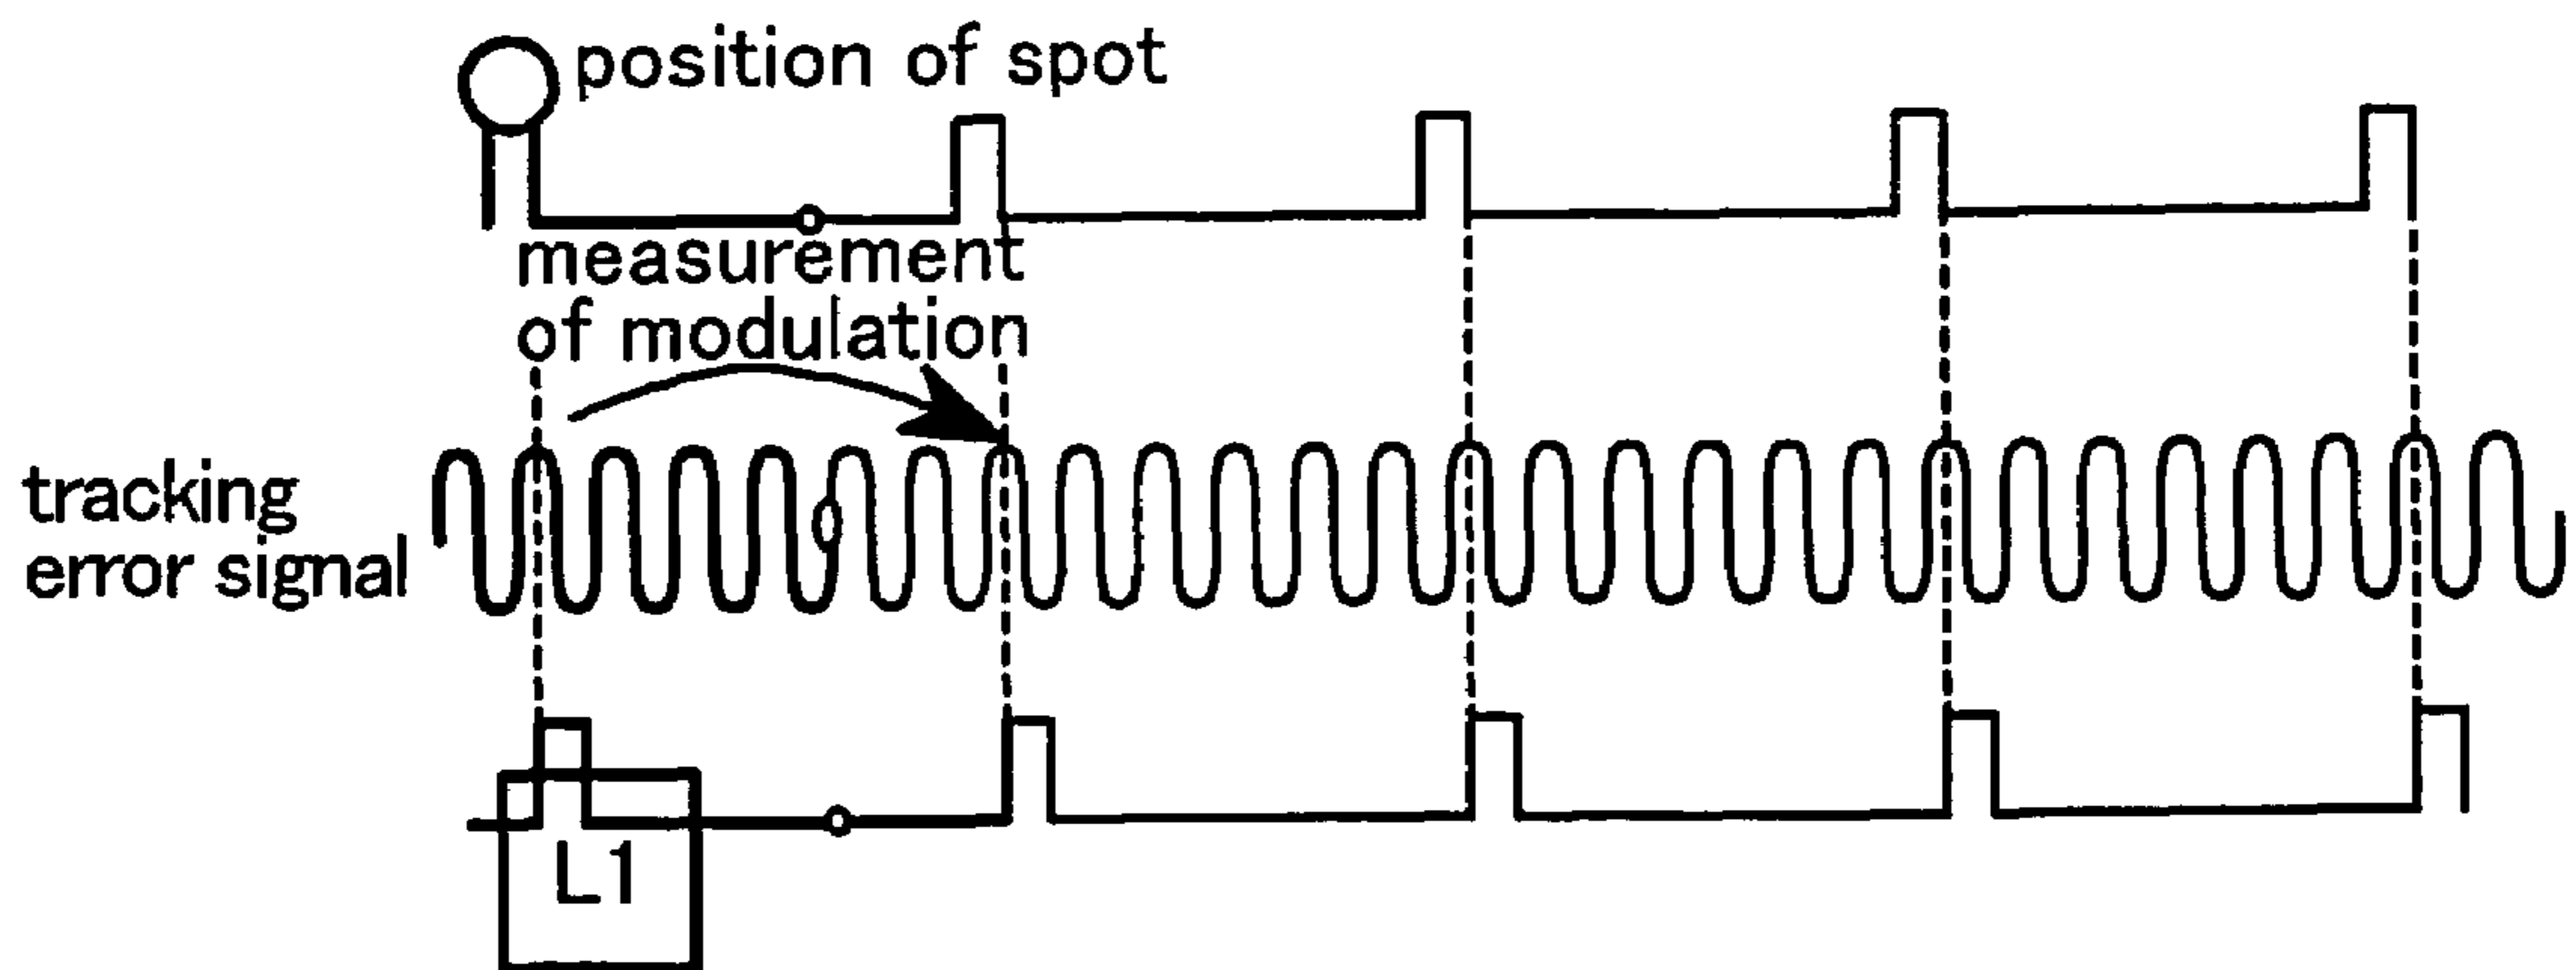 position of spot
measurement
of modulation
tracking
error signal
L1